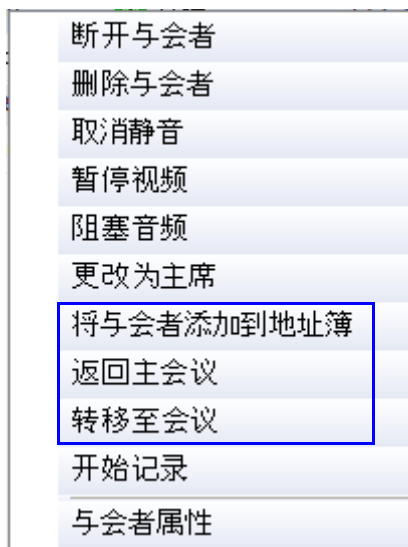 断开与会者
删除与会者
取消静音
暂停视频
阻塞音频
更改为主席
将与会者添加到地址簿
返回主会议
转移至会议
开始记录
与会者属性